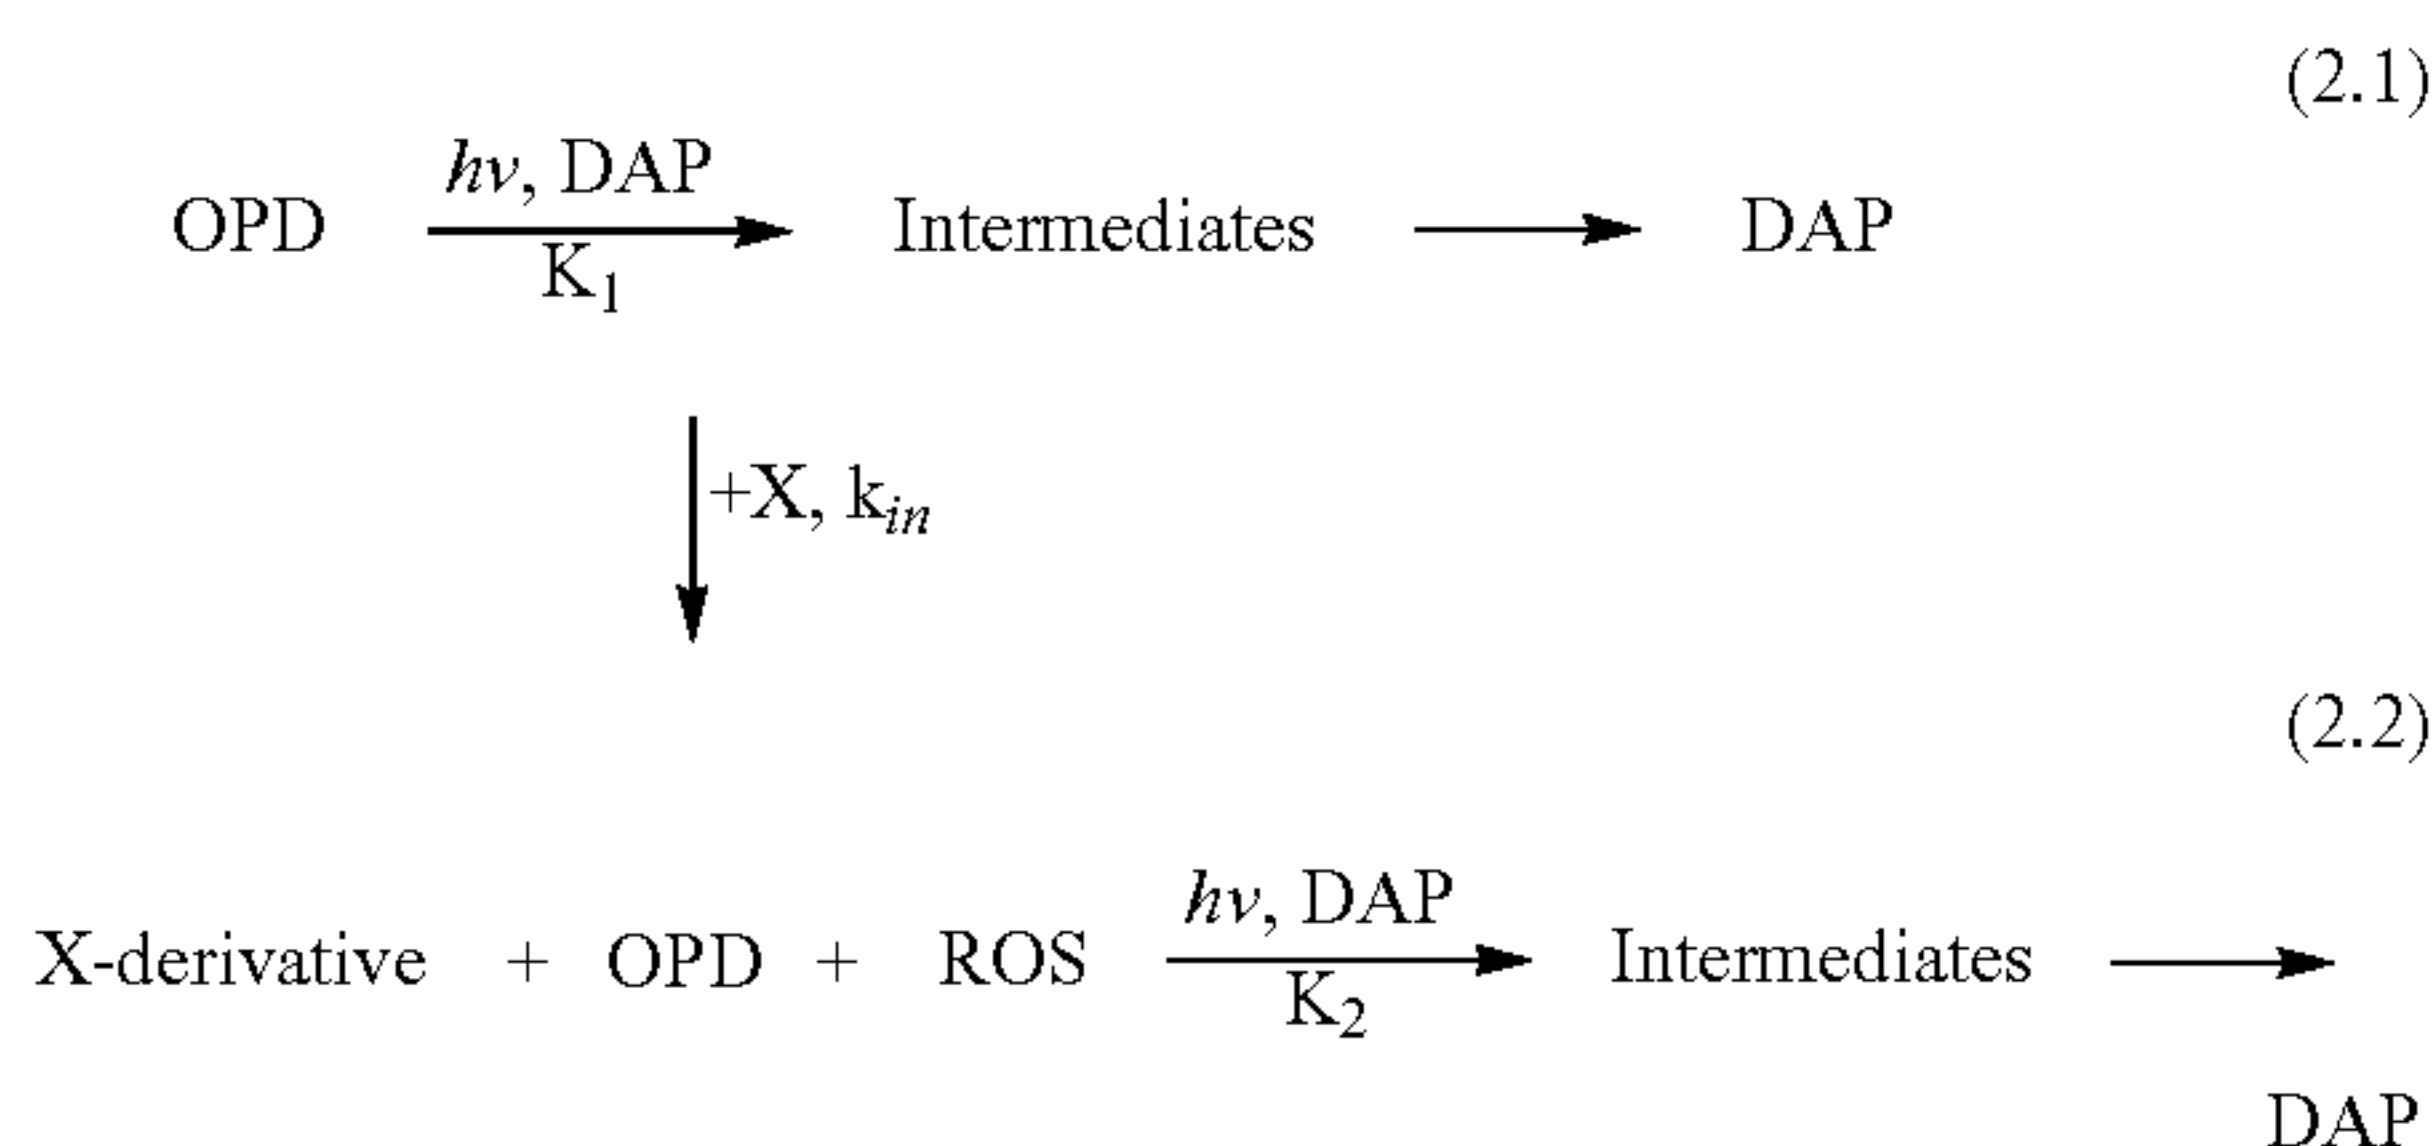 (2.1)
hν, DAP
OPD Intermediates DAP
K₁
+X, kᵢₙ
(2.2)
hν, DAP
X-derivative + OPD + ROS Intermediates
K₂
DAP